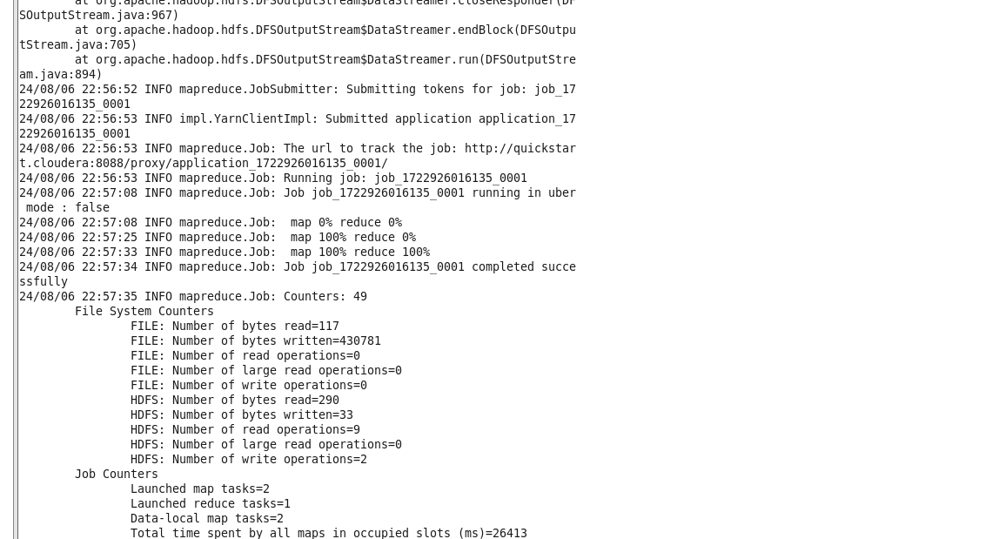 at org.apache.hadoop.hdfs.DFSOutputStream$DataStreamer.closeResponder(DF
SOutputStream.java:967)
        at org.apache.hadoop.hdfs.DFSOutputStream$DataStreamer.endBlock(DFSOutpu
tStream.java:705)
        at org.apache.hadoop.hdfs.DFSOutputStream$DataStreamer.run(DFSOutputStre
am.java:894)
24/08/06 22:56:52 INFO mapreduce.JobSubmitter: Submitting tokens for job: job_17
22926016135_0001
24/08/06 22:56:53 INFO impl.YarnClientImpl: Submitted application application_17
22926016135_0001
24/08/06 22:56:53 INFO mapreduce.Job: The url to track the job: http://quickstar
t.cloudera:8088/proxy/application_1722926016135_0001/
24/08/06 22:56:53 INFO mapreduce.Job: Running job: job_1722926016135_0001
24/08/06 22:57:08 INFO mapreduce.Job: Job job_1722926016135_0001 running in uber
 mode : false
24/08/06 22:57:08 INFO mapreduce.Job:  map 0% reduce 0%
24/08/06 22:57:25 INFO mapreduce.Job:  map 100% reduce 0%
24/08/06 22:57:33 INFO mapreduce.Job:  map 100% reduce 100%
24/08/06 22:57:34 INFO mapreduce.Job: Job job_1722926016135_0001 completed succe
ssfully
24/08/06 22:57:35 INFO mapreduce.Job: Counters: 49
        File System Counters
                FILE: Number of bytes read=117
                FILE: Number of bytes written=430781
                FILE: Number of read operations=0
                FILE: Number of large read operations=0
                FILE: Number of write operations=0
                HDFS: Number of bytes read=290
                HDFS: Number of bytes written=33
                HDFS: Number of read operations=9
                HDFS: Number of large read operations=0
                HDFS: Number of write operations=2
        Job Counters
                Launched map tasks=2
                Launched reduce tasks=1
                Data-local map tasks=2
                Total time spent by all maps in occupied slots (ms)=26413